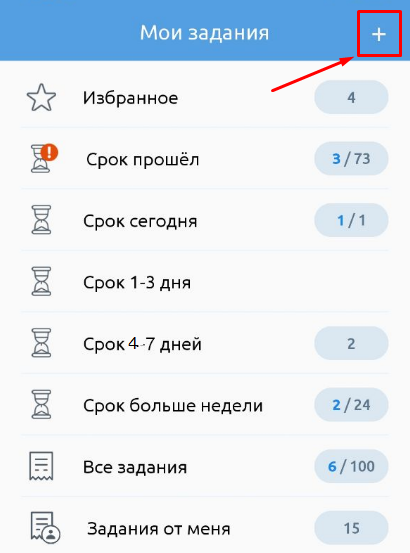 Мои задания +
Избранное 4
Срок прошёл 3 / 73
Срок сегодня 1 / 1
Срок 1-3 дня
Срок 4-7 дней 2
Срок больше недели 2 / 24
Все задания 6 / 100
Задания от меня 15